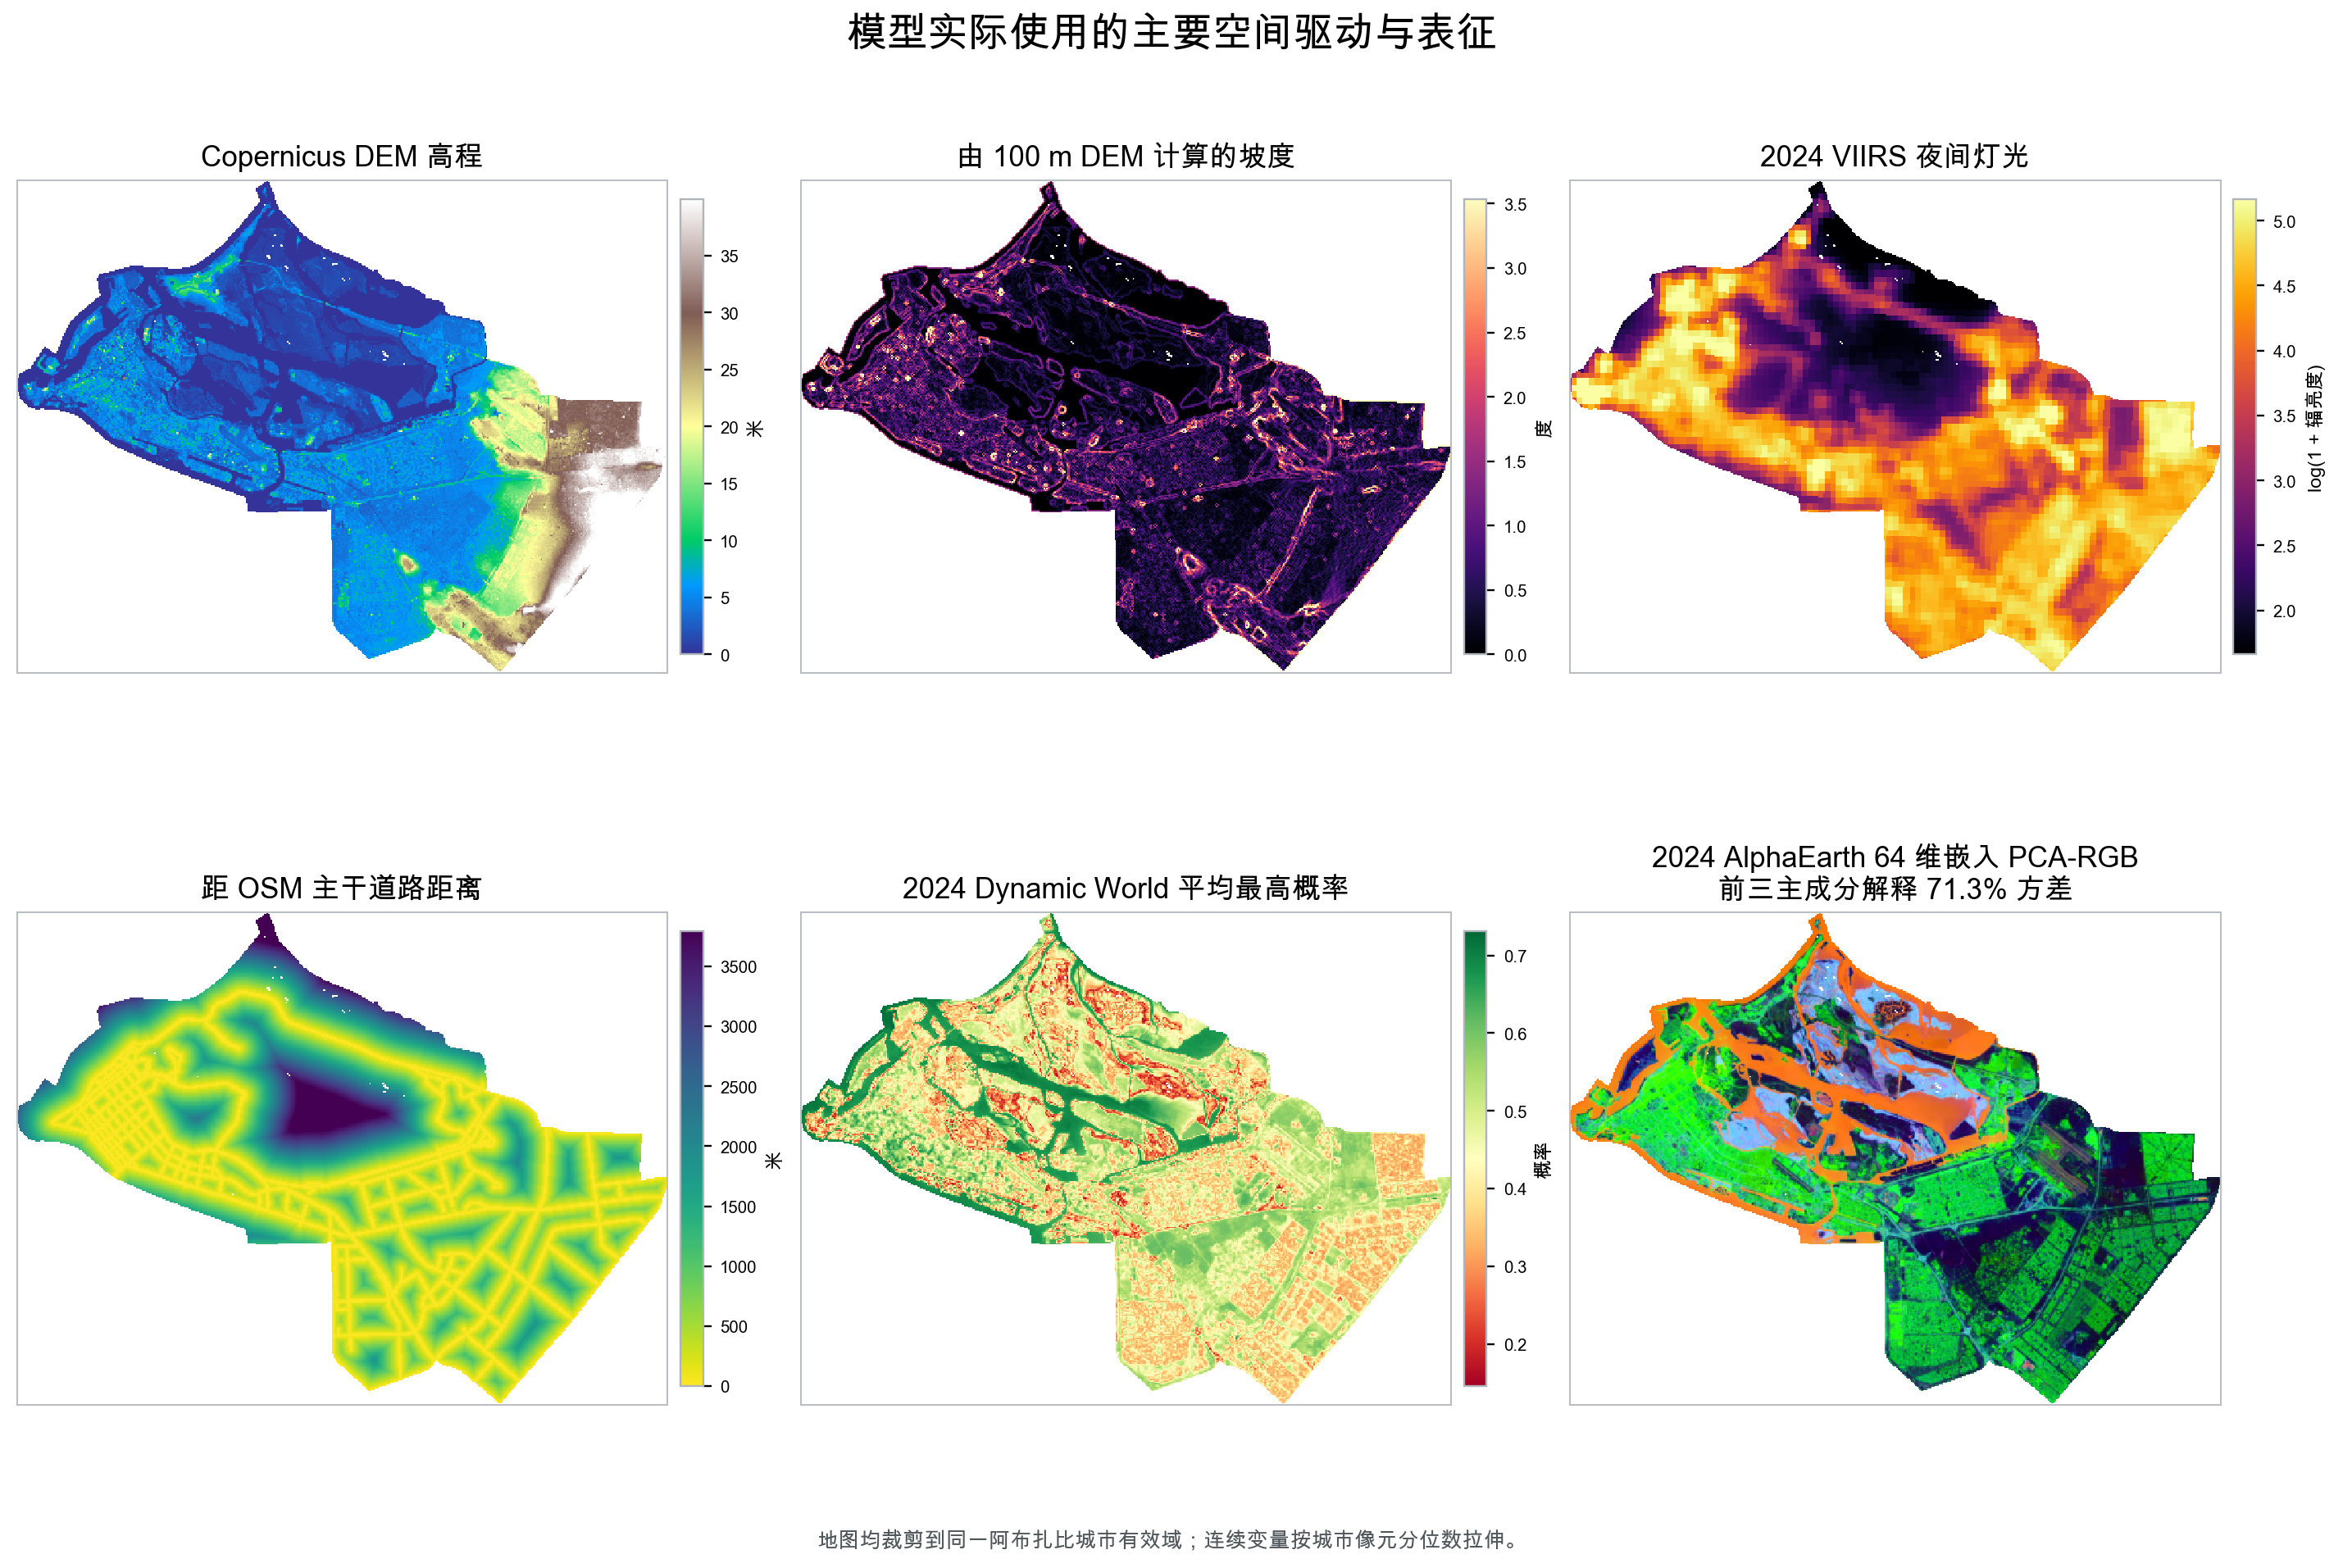 模型实际使用的主要空间驱动与表征
Copernicus DEM 高程
35
30
25
20
15
10
5
0
米
由 100 m DEM 计算的坡度
3.5
3.0
2.5
2.0
1.5
1.0
0.5
0.0
度
2024 VIIRS 夜间灯光
5.0
4.5
4.0
3.5
3.0
2.5
2.0
log(1 + 辐亮度)
距 OSM 主干道路距离
3500
3000
2500
2000
1500
1000
500
0
米
2024 Dynamic World 平均最高概率
0.7
0.6
0.5
0.4
0.3
0.2
概率
2024 AlphaEarth 64 维嵌入 PCA-RGB
前三主成分解释 71.3% 方差
地图均裁剪到同一阿布扎比城市有效域；连续变量按城市像元分位数拉伸。